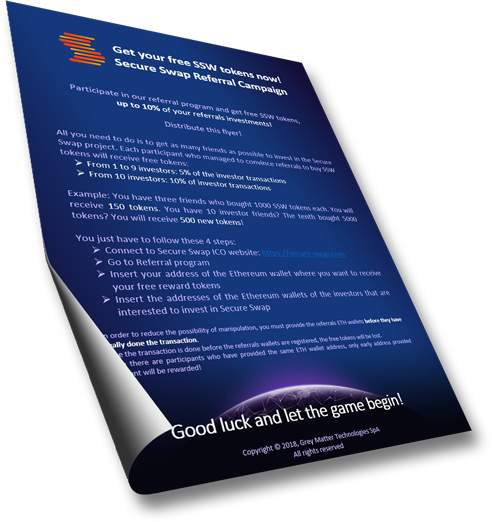 Get your free SSW tokens now!
Secure Swap Referral Campaign
Participate in our referral program and get free SSW tokens,
up to 10% of your referrals investments!
Distribute this flyer!
All you need to do is to get as many friends as possible to invest in the Secure
Swap project. Each participant who managed to convince referrals to buy SSW
tokens will receive free tokens:
➤ From 1 to 9 investors: 5% of the investor transactions
➤ From 10 investors: 10% of investor transactions
Example: You have three friends who bought 1000 SSW tokens each. You will
receive 150 tokens. You have 10 investor friends? The tenth bought 5000
tokens? You will receive 500 new tokens!
You just have to follow these 4 steps:
➤ Connect to Secure Swap ICO website: https://secure-swap.com
➤ Go to Referral program
➤ Insert your address of the Ethereum wallet where you want to receive
your free reward tokens
➤ Insert the addresses of the Ethereum wallets of the investors that are
interested to invest in Secure Swap
n order to reduce the possibility of manipulation, you must provide the referrals ETH wallets before they have
ally done the transaction.
e the transaction is done before the referrals wallets are registered, the free tokens will be lost.
there are participants who have provided the same ETH wallet address, only early address provided
nt will be rewarded!
Good luck and let the game begin!
Copyright © 2018, Grey Matter Technologies SpA
All rights reserved